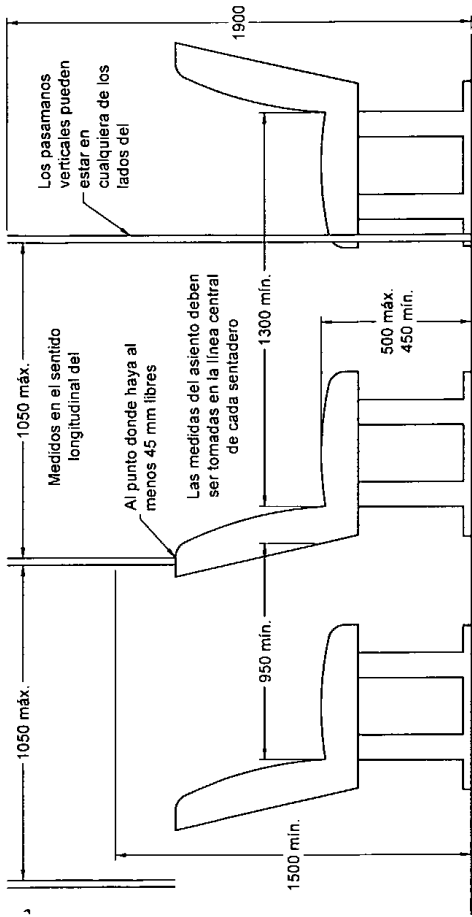 1900
Los pasamanos
verticales pueden
estar en
cualquiera de los
lados del
1050 máx.
Medidos en el sentido
longitudinal del
Al punto donde haya al
menos 45 mm libres
Las medidas del asiento deben
ser tomadas en la línea central
de cada sentadero
1300 mín.
500 máx.
450 mín.
1050 máx.
950 mín.
1500 mín.